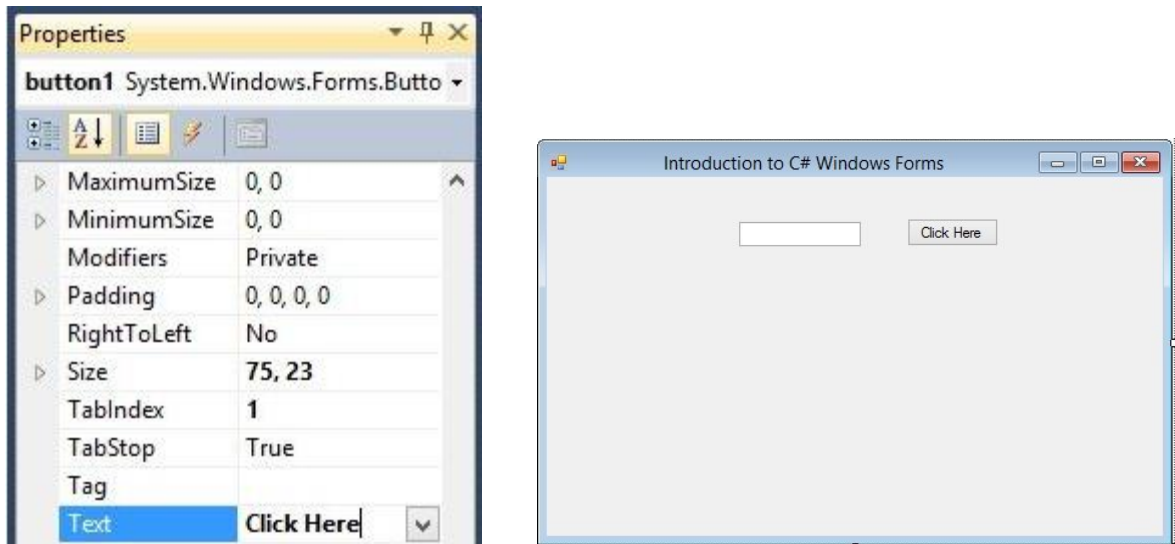 Properties
button1 System.Windows.Forms.Butto
MaximumSize 0, 0
MinimumSize 0, 0
Modifiers Private
Padding 0, 0, 0, 0
RightToLeft No
Size 75, 23
TabIndex 1
TabStop True
Tag
Text Click Here
Introduction to C# Windows Forms
Click Here